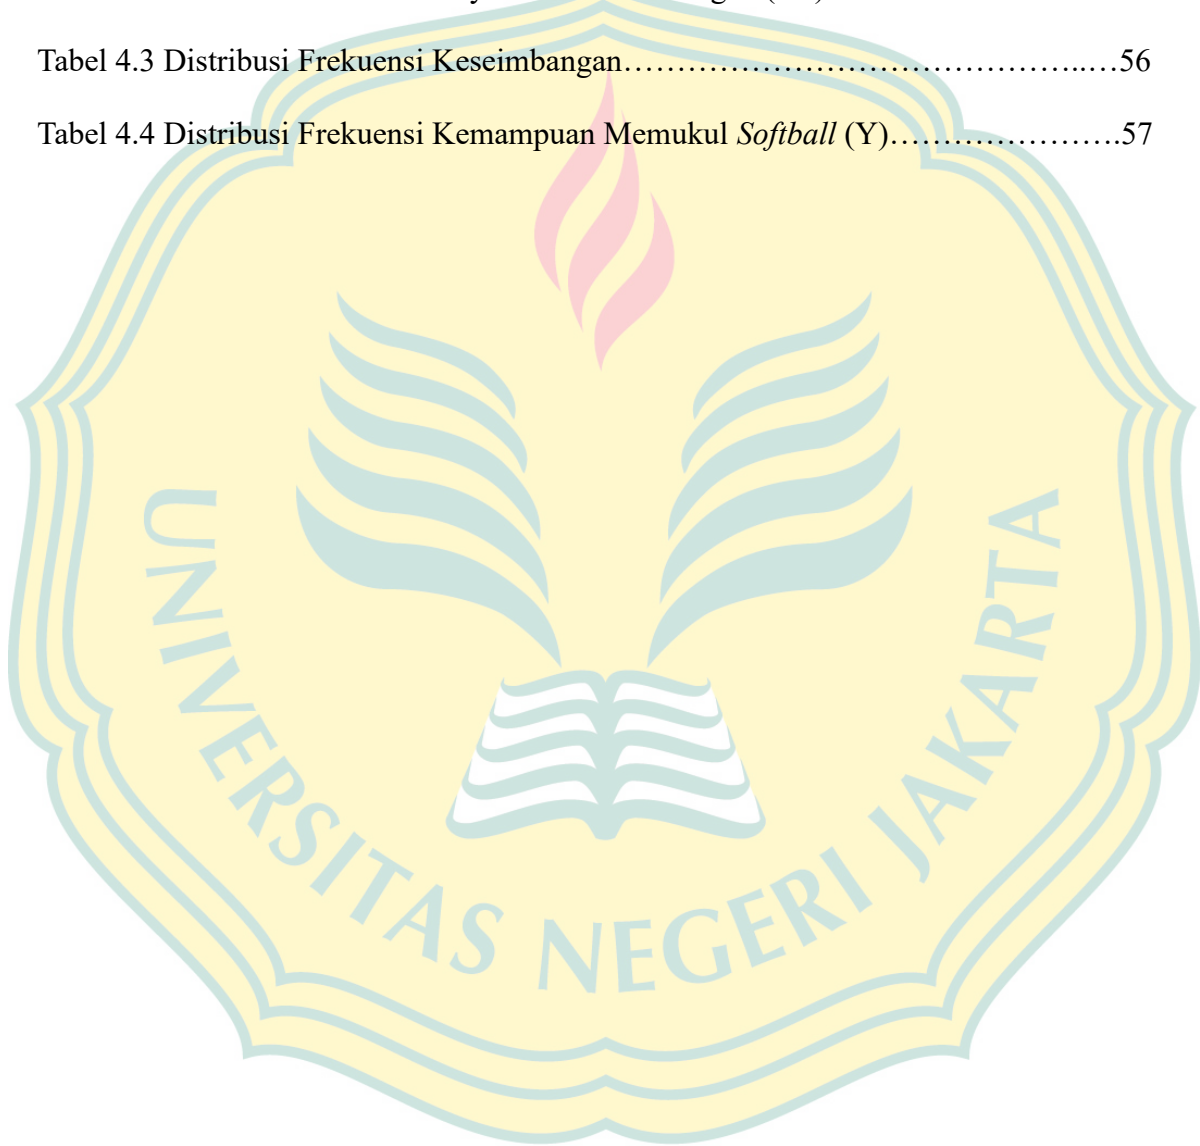 Tabel 4.3 Distribusi Frekuensi Keseimbangan…………………………………………..…56
Tabel 4.4 Distribusi Frekuensi Kemampuan Memukul Softball (Y)………………….57
UNIVERSITAS NEGERI JAKARTA